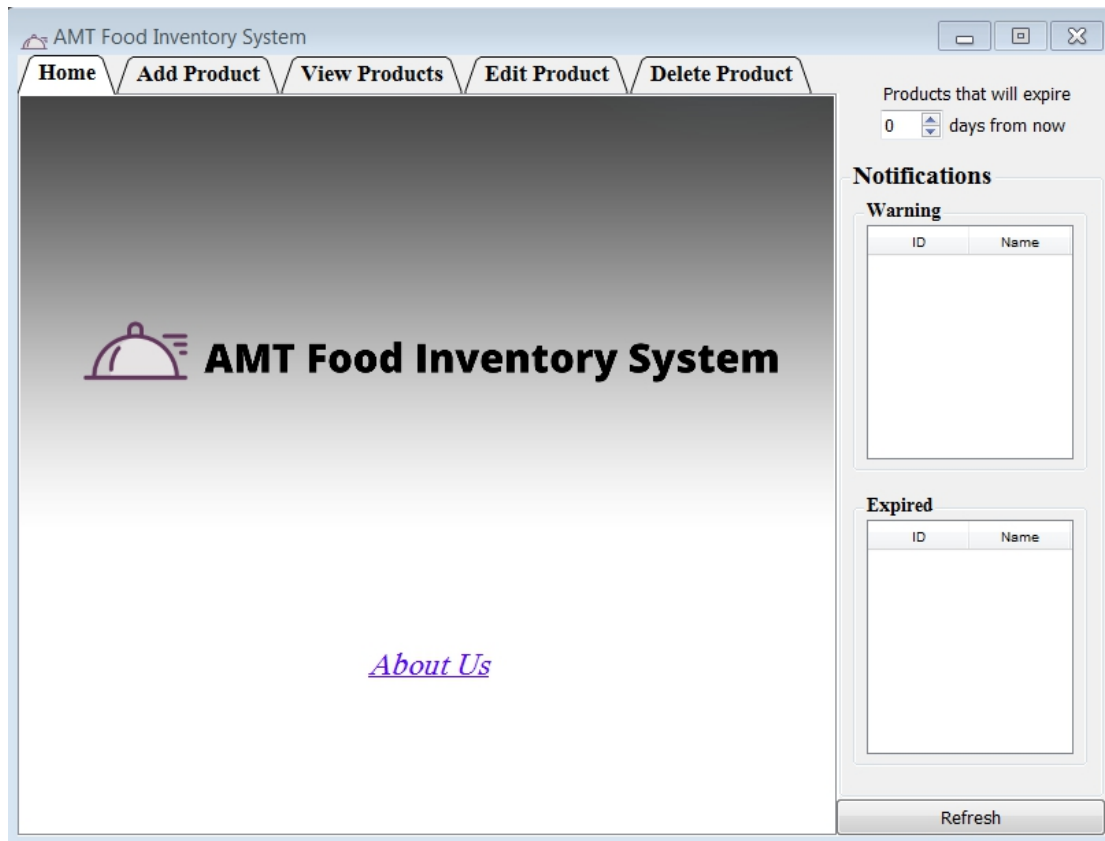 AMT Food Inventory System
Home
Add Product
View Products
Edit Product
Delete Product
Products that will expire
0 days from now
Notifications
Warning
ID Name
Expired
ID Name
Refresh
AMT Food Inventory System
About Us